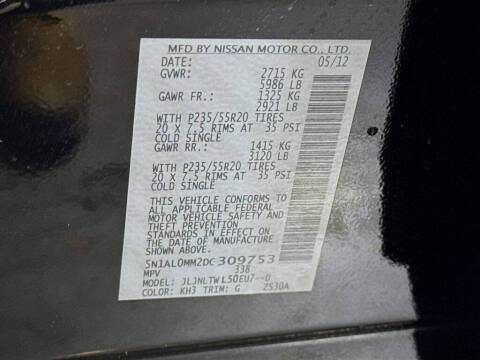 MFD BY NISSAN MOTOR CO., LTD.
DATE: 05/12
GVWR: 2715 KG
5986 LB
GAWR FR.: 1325 KG
2921 LB
WITH P235/55R20 TIRES
20 X 7.5 RIMS AT 35 PSI
COLD SINGLE
GAWR RR: 1415 KG
3120 LB
WITH P235/55R20 TIRES
20 X 7.5 RIMS AT 35 PSI
COLD SINGLE
THIS VEHICLE CONFORMS TO
ALL APPLICABLE FEDERAL
MOTOR VEHICLE SAFETY AND
THEFT PREVENTION
STANDARDS IN EFFECT ON THE
DATE OF MANUFACTURE
SHOWN ABOVE.
5N1AL0MM2DC309753
MPV 338
MODEL: JLJNLTWL50EU7--D
COLOR: KH3 TRIM: G ZS30A